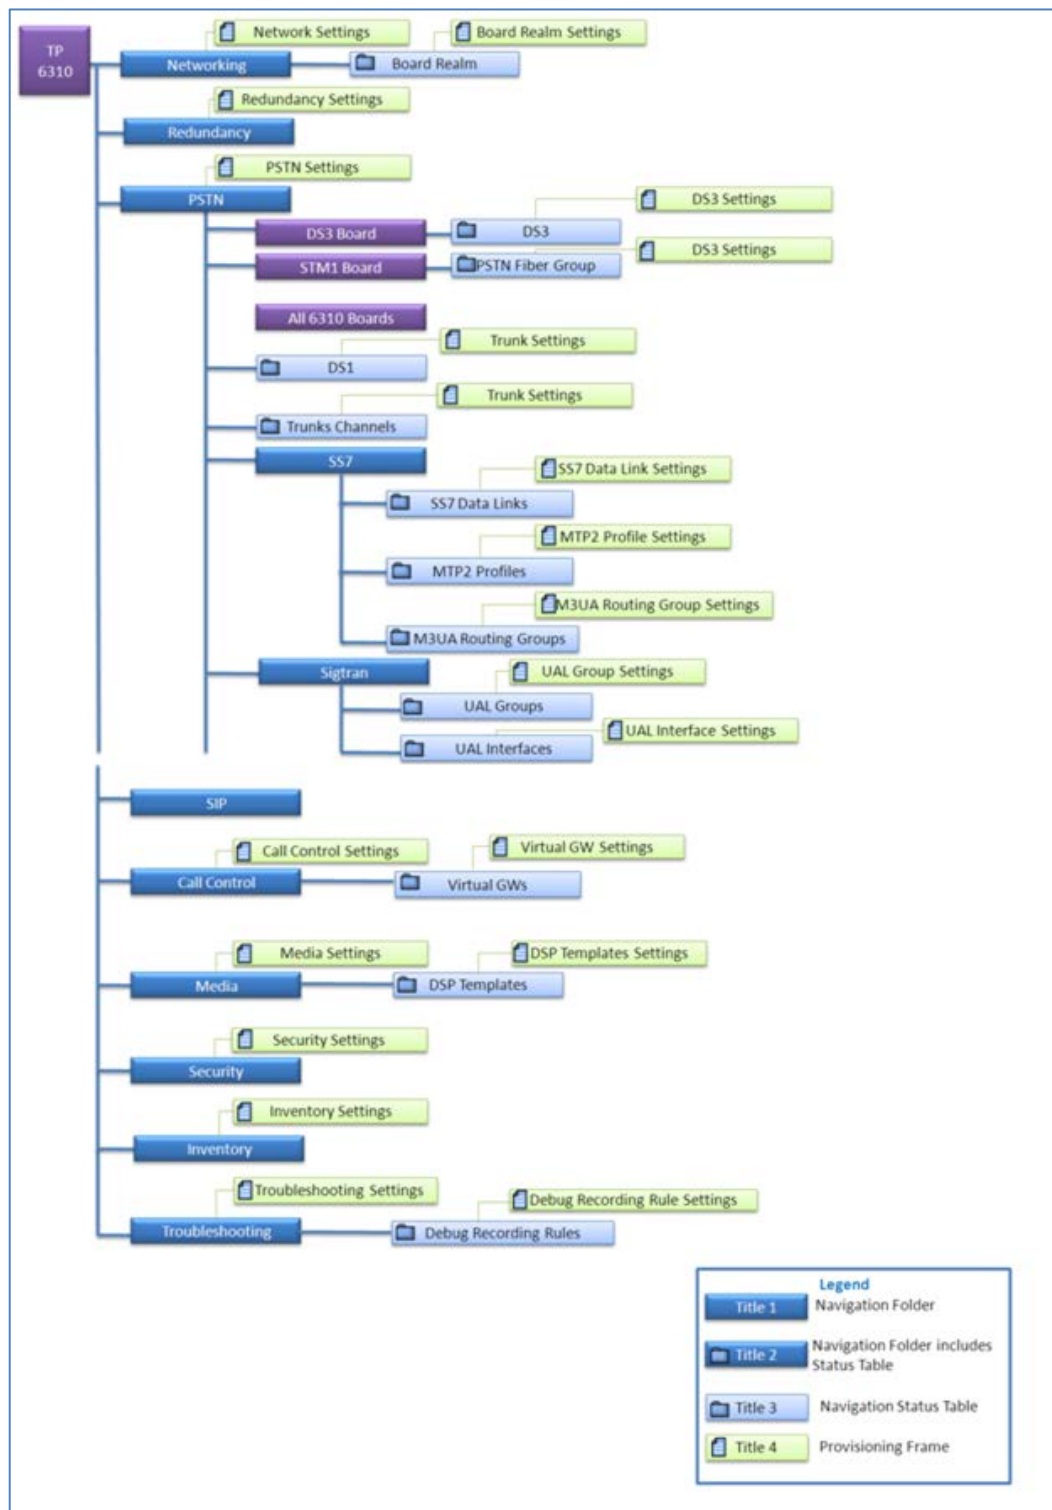 TP
6310
Network Settings
Board Realm Settings
Networking
Board Realm
Redundancy Settings
Redundancy
PSTN Settings
PSTN
DS3 Settings
DS3 Board
DS3
DS3 Settings
STM1 Board
PSTN Fiber Group
All 6310 Boards
Trunk Settings
DS1
Trunk Settings
Trunks Channels
SS7
SS7 Data Link Settings
SS7 Data Links
MTP2 Profile Settings
MTP2 Profiles
M3UA Routing Group Settings
M3UA Routing Groups
Sigtran
UAL Group Settings
UAL Groups
UAL Interface Settings
UAL Interfaces
SIP
Call Control Settings
Virtual GW Settings
Call Control
Virtual GWs
Media Settings
DSP Templates Settings
Media
DSP Templates
Security Settings
Security
Inventory Settings
Inventory
Troubleshooting Settings
Debug Recording Rule Settings
Troubleshooting
Debug Recording Rules
Legend
Title 1
Navigation Folder
Title 2
Navigation Folder includes
Status Table
Title 3
Navigation Status Table
Title 4
Provisioning Frame